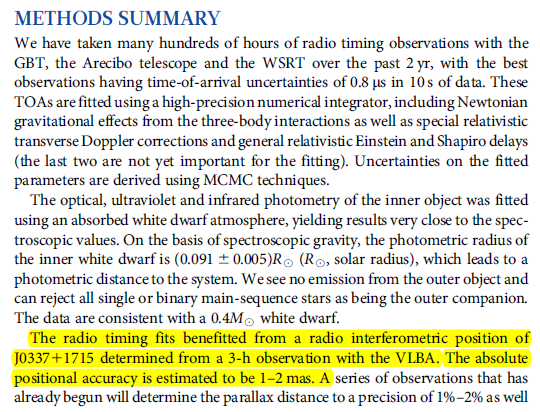 METHODS SUMMARY
We have taken many hundreds of hours of radio timing observations with the
GBT, the Arecibo telescope and the WSRT over the past 2 yr, with the best
observations having time-of-arrival uncertainties of 0.8 μs in 10 s of data. These
TOAs are fitted using a high-precision numerical integrator, including Newtonian
gravitational effects from the three-body interactions as well as special relativistic
transverse Doppler corrections and general relativistic Einstein and Shapiro delays
(the last two are not yet important for the fitting). Uncertainties on the fitted
parameters are derived using MCMC techniques.
The optical, ultraviolet and infrared photometry of the inner object was fitted
using an absorbed white dwarf atmosphere, yielding results very close to the spec-
troscopic values. On the basis of spectroscopic gravity, the photometric radius of
the inner white dwarf is (0.091 ± 0.005)R⊙ (R⊙, solar radius), which leads to a
photometric distance to the system. We see no emission from the outer object and
can reject all single or binary main-sequence stars as being the outer companion.
The data are consistent with a 0.4M⊙ white dwarf.
The radio timing fits benefitted from a radio interferometric position of
J0337+1715 determined from a 3-h observation with the VLBA. The absolute
positional accuracy is estimated to be 1–2 mas. A series of observations that has
already begun will determine the parallax distance to a precision of 1%–2% as well